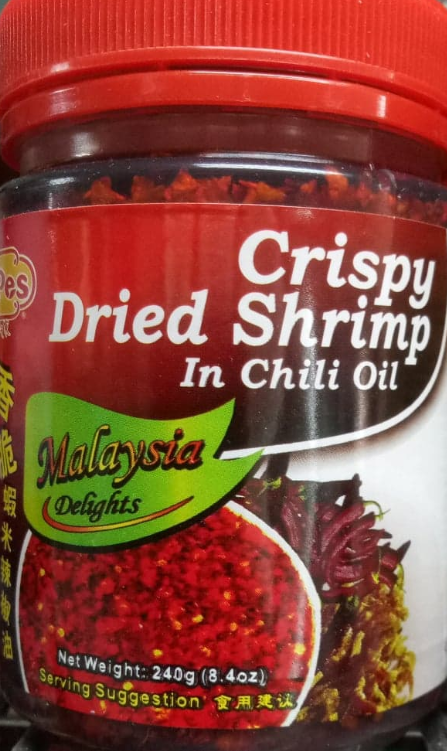 Crispy
Dried Shrimp
In Chili Oil
香脆蝦米辣椒油
Malaysia
Delights
Net Weight: 240g (8.4oz)
Serving Suggestion 食用建议